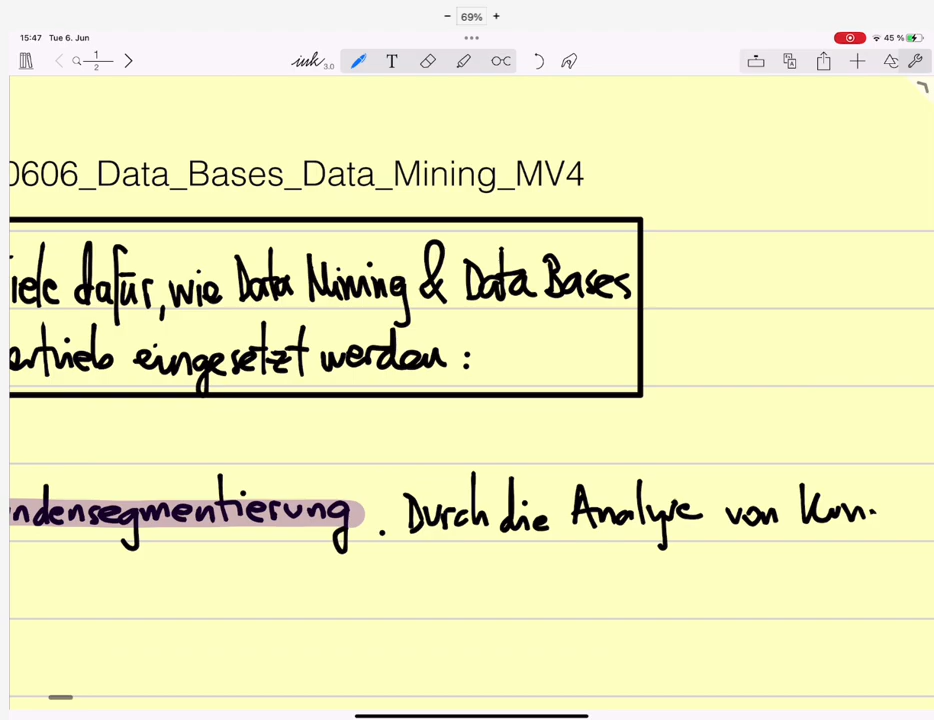 69%
15:47 Tue 6. Jun
45 %
1
2
ink 3.0
T
0606_Data_Bases_Data_Mining_MV4
iele dafür, wie Data Mining & Data Bases
ertrieb eingesetzt werden :
ndensegmentierung. Durch die Analyse von Kun.